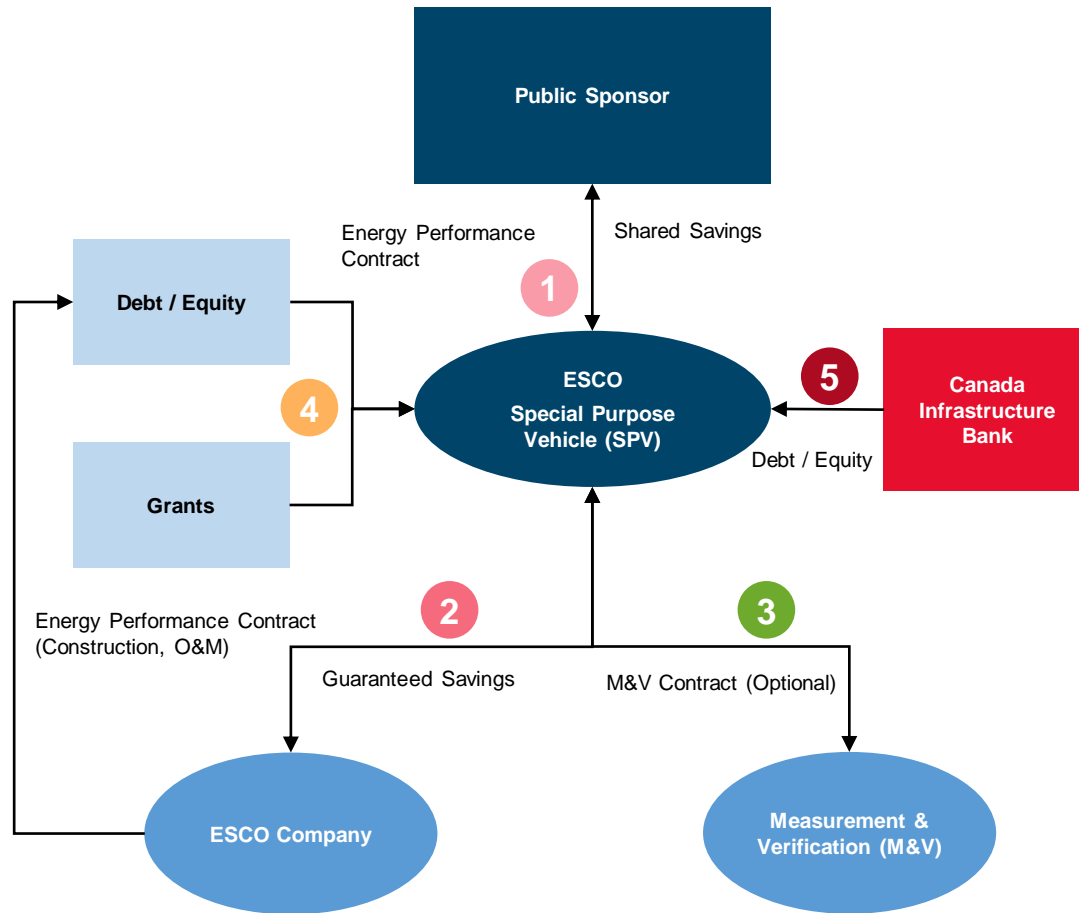 Public Sponsor
Energy Performance
Contract
Shared Savings
1
Debt / Equity
4
Grants
ESCO
Special Purpose
Vehicle (SPV)
5
Debt / Equity
Canada
Infrastructure
Bank
Energy Performance Contract
(Construction, O&M)
2
Guaranteed Savings
3
M&V Contract (Optional)
ESCO Company
Measurement &
Verification (M&V)